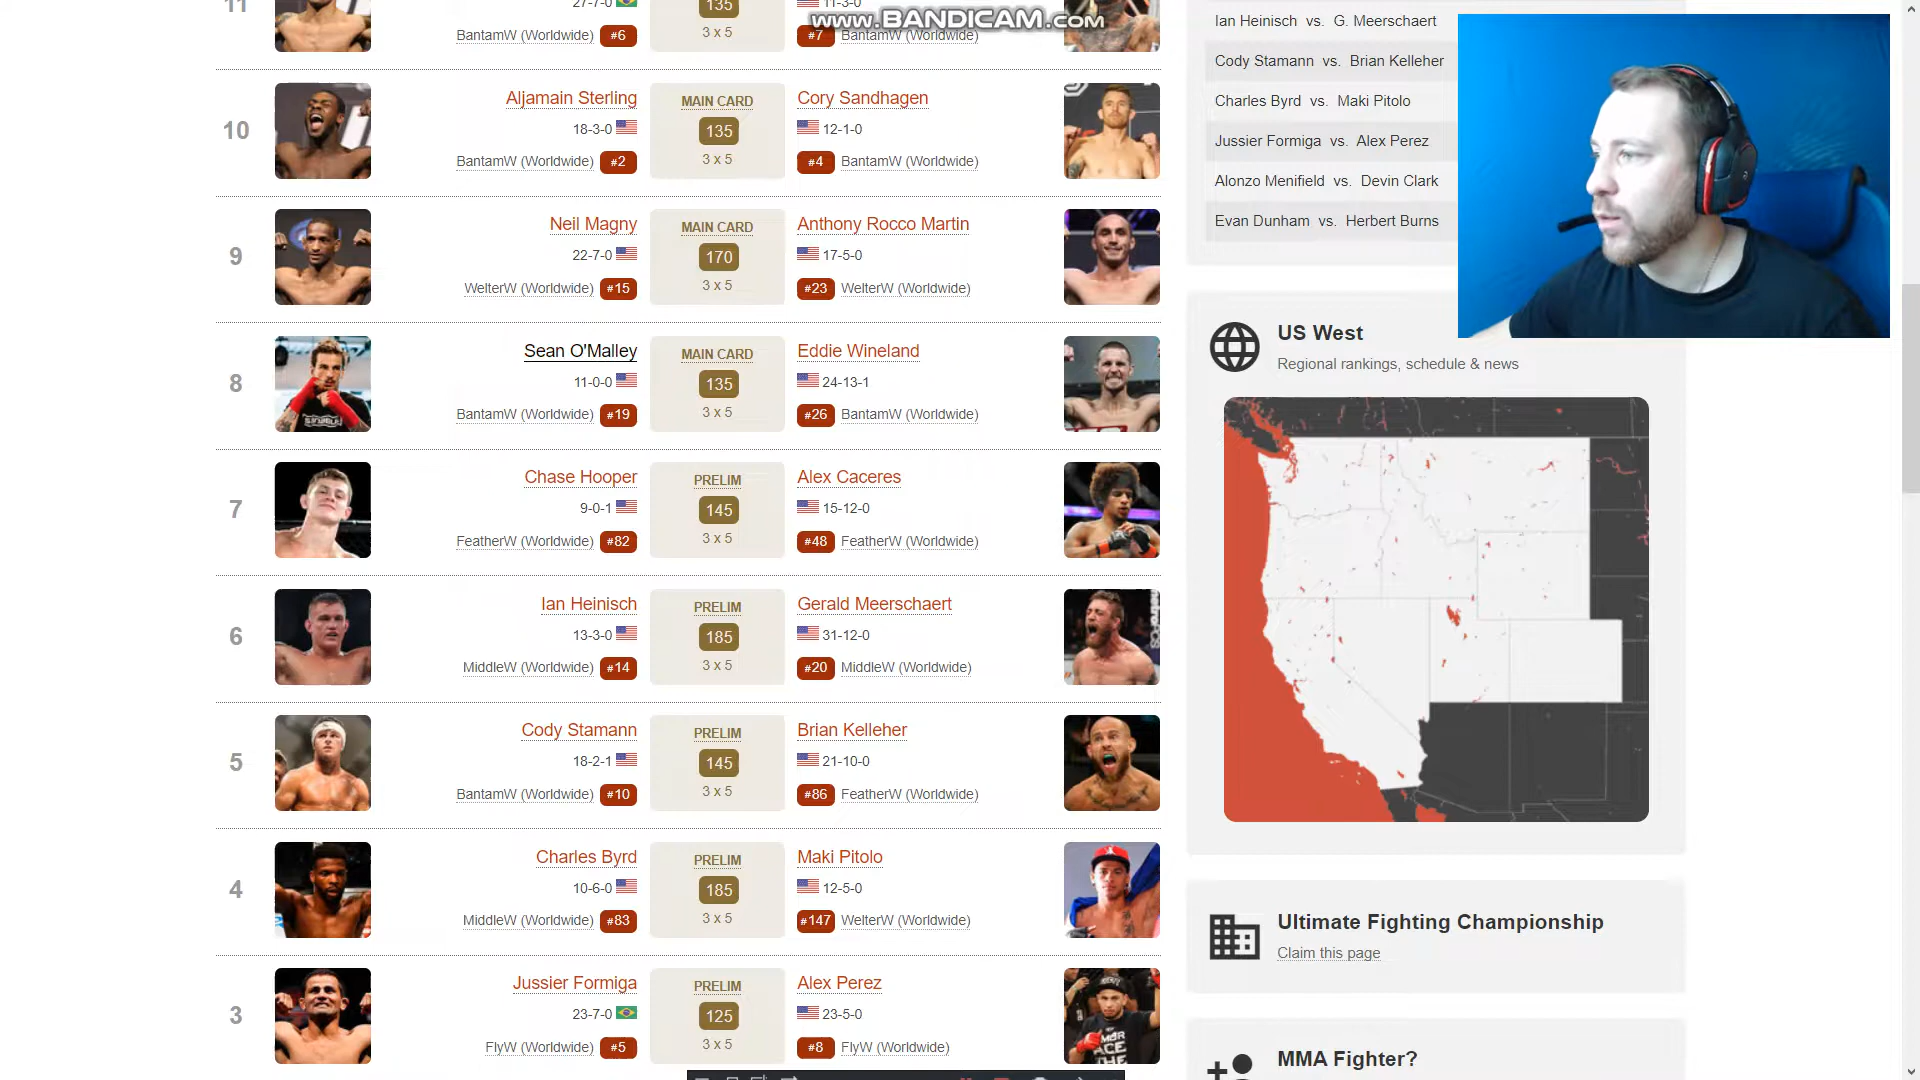 11
27-7-0
135
3 x 5
11-3-0
BantamW (Worldwide) #6
#7 BantamW (Worldwide)
www.BANDICAM.com
10
Aljamain Sterling
18-3-0
BantamW (Worldwide) #2
MAIN CARD
135
3 x 5
Cory Sandhagen
12-1-0
#4 BantamW (Worldwide)
9
Neil Magny
22-7-0
WelterW (Worldwide) #15
MAIN CARD
170
3 x 5
Anthony Rocco Martin
17-5-0
#23 WelterW (Worldwide)
8
Sean O'Malley
11-0-0
BantamW (Worldwide) #19
MAIN CARD
135
3 x 5
Eddie Wineland
24-13-1
#26 BantamW (Worldwide)
7
Chase Hooper
9-0-1
FeatherW (Worldwide) #82
PRELIM
145
3 x 5
Alex Caceres
15-12-0
#48 FeatherW (Worldwide)
6
Ian Heinisch
13-3-0
MiddleW (Worldwide) #14
PRELIM
185
3 x 5
Gerald Meerschaert
31-12-0
#20 MiddleW (Worldwide)
5
Cody Stamann
18-2-1
BantamW (Worldwide) #10
PRELIM
145
3 x 5
Brian Kelleher
21-10-0
#86 FeatherW (Worldwide)
4
Charles Byrd
10-6-0
MiddleW (Worldwide) #83
PRELIM
185
3 x 5
Maki Pitolo
12-5-0
#147 WelterW (Worldwide)
3
Jussier Formiga
23-7-0
FlyW (Worldwide) #5
PRELIM
125
3 x 5
Alex Perez
23-5-0
#8 FlyW (Worldwide)
Ian Heinisch vs. G. Meerschaert
Cody Stamann vs. Brian Kelleher
Charles Byrd vs. Maki Pitolo
Jussier Formiga vs. Alex Perez
Alonzo Menifield vs. Devin Clark
Evan Dunham vs. Herbert Burns
US West
Regional rankings, schedule & news
Ultimate Fighting Championship
Claim this page
MMA Fighter?